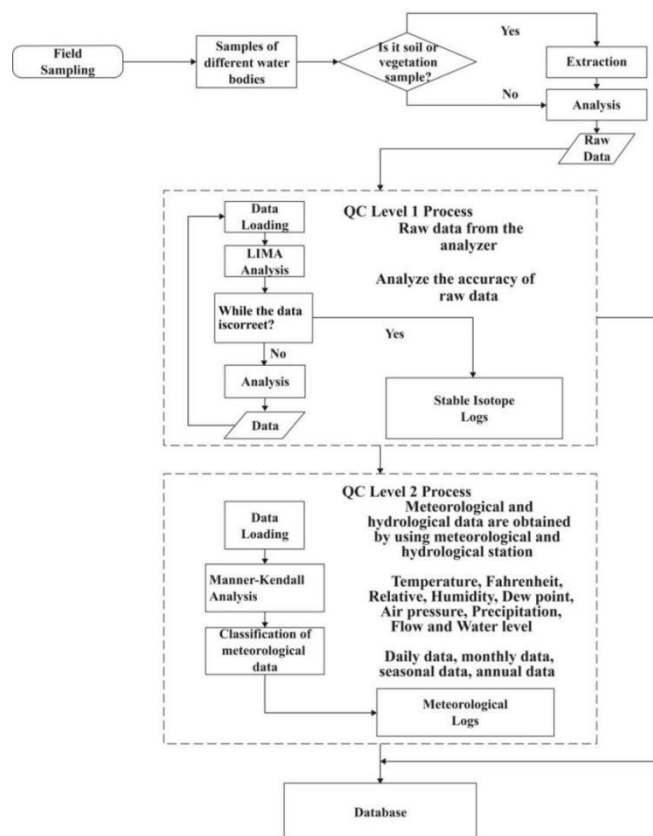 Field
Sampling
Samples of
different water
bodies
Is it soil or
vegetation
sample?
Yes
No
Extraction
Analysis
Raw
Data
QC Level 1 Process
Raw data from the
analyzer
Analyze the accuracy of
raw data
Data
Loading
LIMA
Analysis
While the data
iscorreet?
Yes
No
Analysis
Data
Stable Isotope
Logs
QC Level 2 Process
Meteorological and
hydrological data are obtained
by using meteorological and
hydrological station
Temperature, Fahrenheit,
Relative, Humidity, Dew point,
Air pressure, Precipitation,
Flow and Water level
Daily data, monthly data,
seasonal data, annual data
Data
Loading
Manner-Kendall
Analysis
Classification of
meteorological
data
Meteorological
Logs
Database